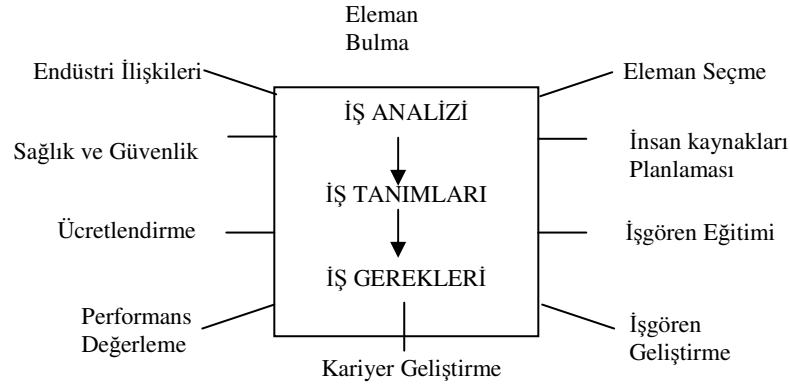 Eleman
Bulma
Endüstri İlişkileri
Eleman Seçme
İŞ ANALİZİ
Sağlık ve Güvenlik
İnsan kaynakları
Planlaması
İŞ TANIMLARI
Ücretlendirme
İşgören Eğitimi
İŞ GEREKLERİ
Performans
Değerleme
İşgören
Geliştirme
Kariyer Geliştirme